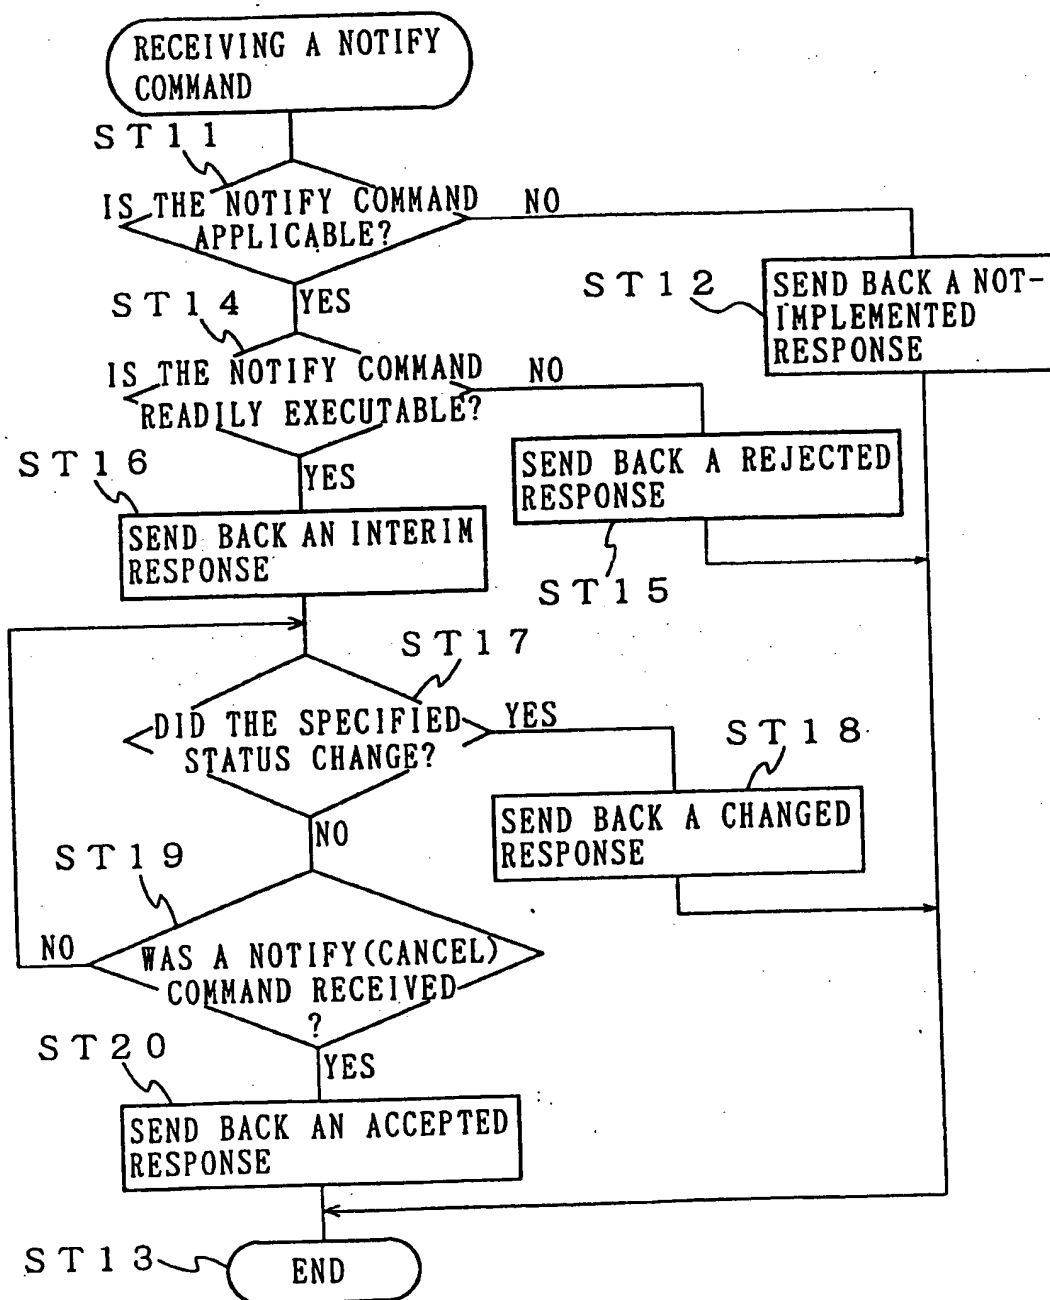 RECEIVING A NOTIFY
COMMAND
ST11
IS THE NOTIFY COMMAND
APPLICABLE?
NO
YES
ST12
SEND BACK A NOT-
IMPLEMENTED
RESPONSE
ST14
IS THE NOTIFY COMMAND
READILY EXECUTABLE?
NO
YES
SEND BACK A REJECTED
RESPONSE
ST15
ST16
SEND BACK AN INTERIM
RESPONSE
ST17
DID THE SPECIFIED
STATUS CHANGE?
YES
NO
ST18
SEND BACK A CHANGED
RESPONSE
ST19
NO
WAS A NOTIFY(CANCEL)
COMMAND RECEIVED
?
YES
ST20
SEND BACK AN ACCEPTED
RESPONSE
ST13
END